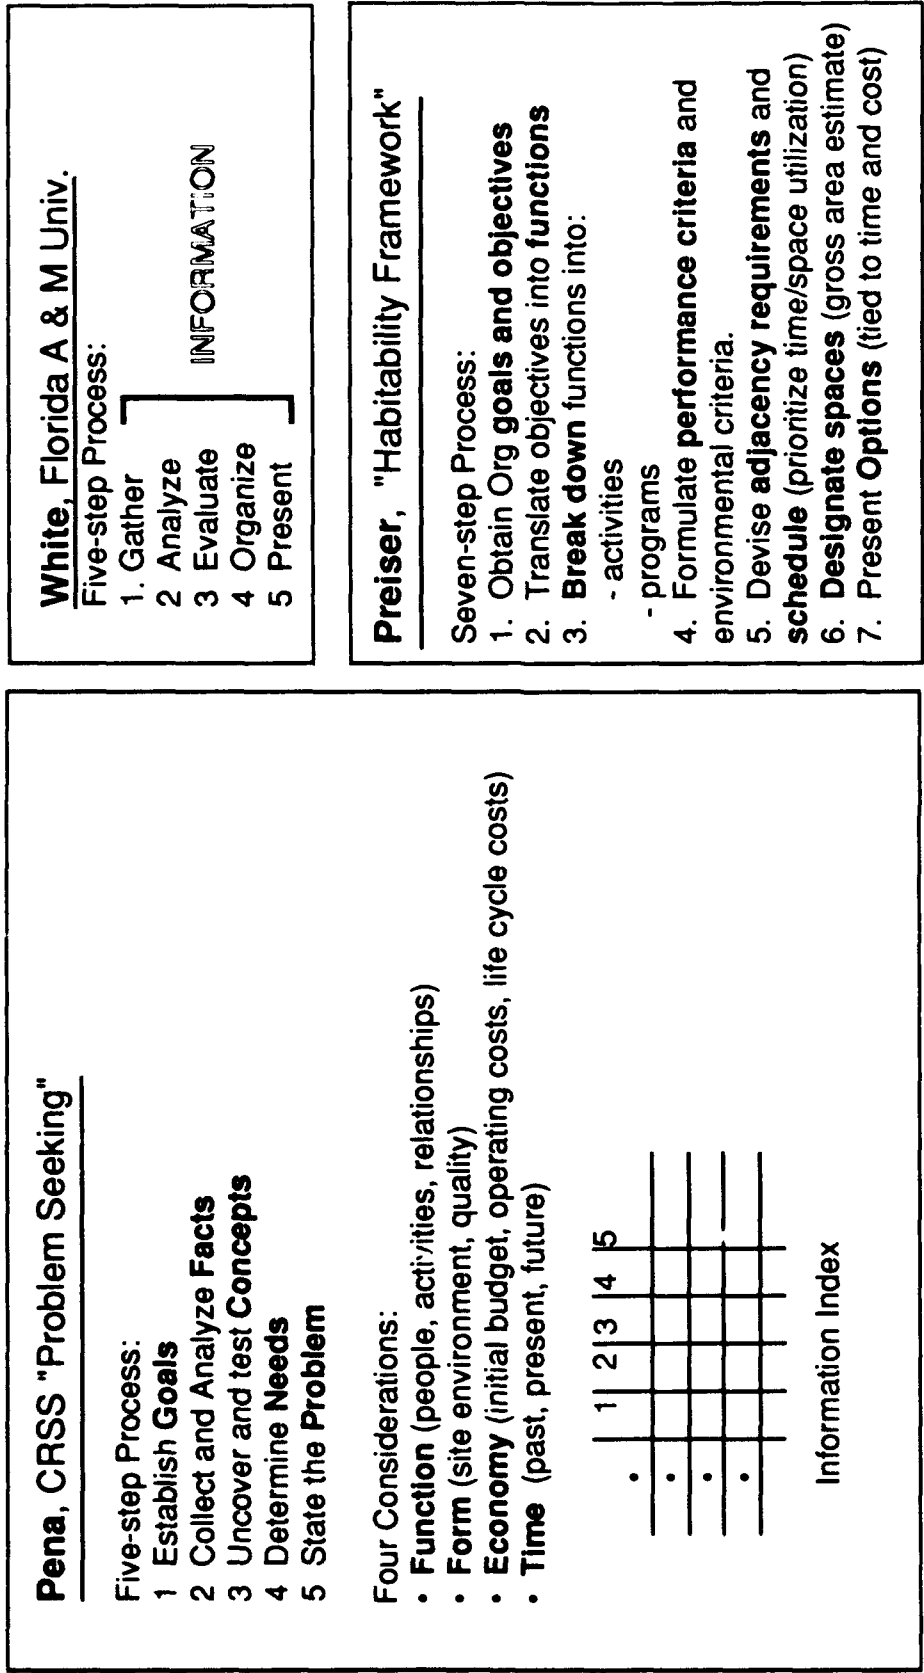 Pena, CRSS "Problem Seeking"
Five-step Process:
1 Establish Goals
2 Collect and Analyze Facts
3 Uncover and test Concepts
4 Determine Needs
5 State the Problem
Four Considerations:
• Function (people, activities, relationships)
• Form (site environment, quality)
• Economy (initial budget, operating costs, life cycle costs)
• Time (past, present, future)
1 2 3 4 5
•
•
•
•
Information Index
White, Florida A & M Univ.
Five-step Process:
1. Gather
2 Analyze
3 Evaluate
4 Organize
5 Present
INFORMATION
Preiser, "Habitability Framework"
Seven-step Process:
1. Obtain Org goals and objectives
2. Translate objectives into functions
3. Break down functions into:
- activities
- programs
4. Formulate performance criteria and
environmental criteria.
5. Devise adjacency requirements and
schedule (prioritize time/space utilization)
6. Designate spaces (gross area estimate)
7. Present Options (tied to time and cost)